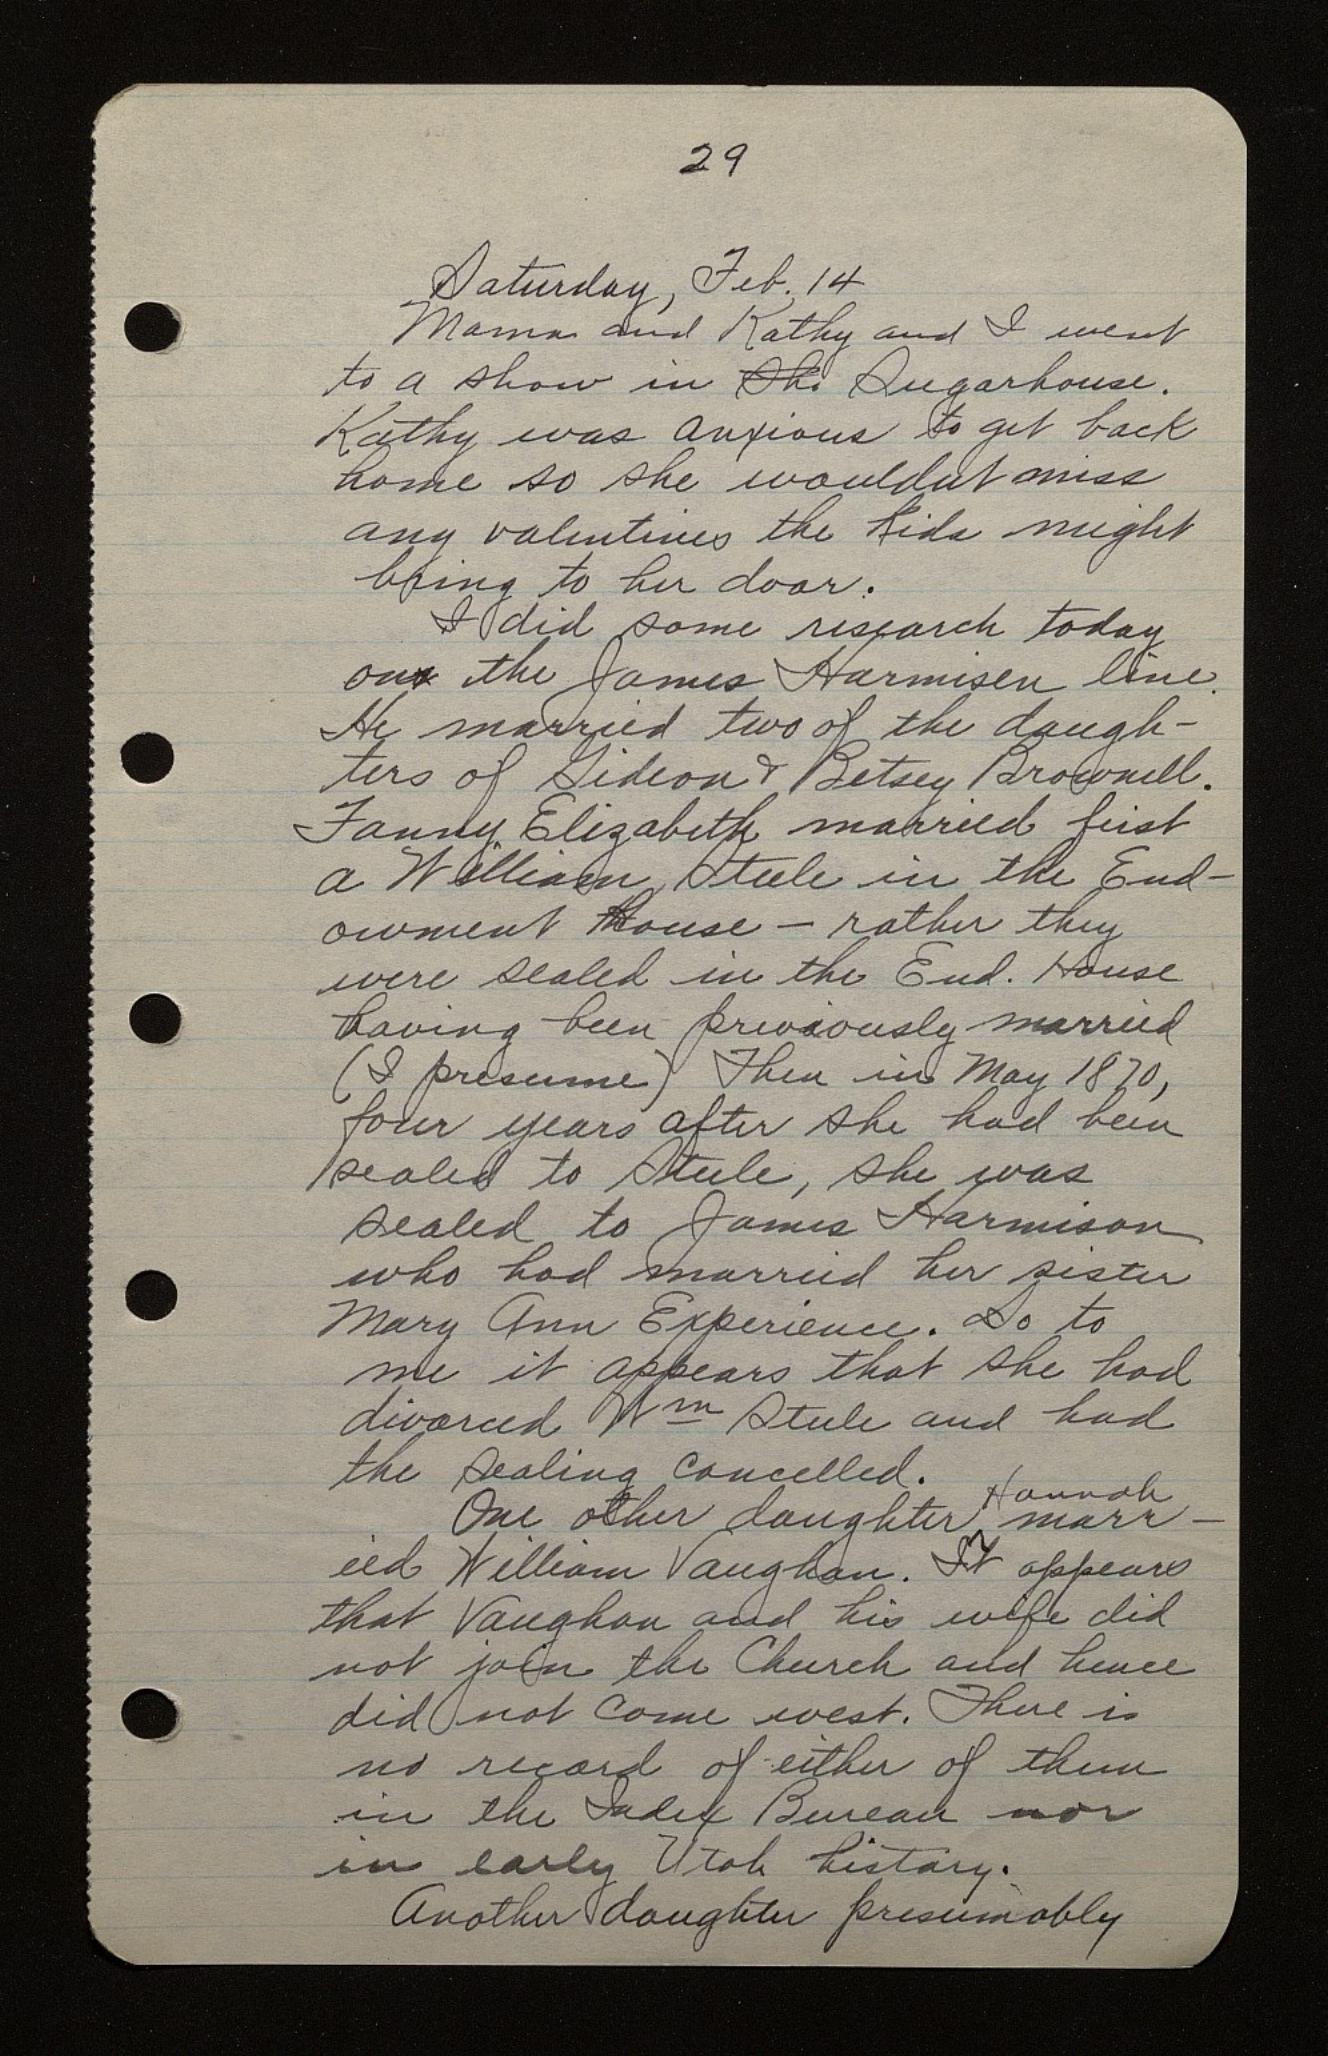 29
Saturday, Feb. 14
Mama and Kathy and I went
to a show in Sho Sugarhouse.
Kathy was anxious to get back
home so she wouldnt miss
any valentines the kids might
bring to her door.
I did some research today
on the James Harmisen line.
He married two of the daugh-
ters of Gideon & Betsey Brownell.
Fanny Elizabeth married first
a William Steele in the End-
owment House - rather they
were sealed in the End. House
having been previously married
(I presume) Then in May 1870,
four years after she had been
sealed to Steele, she was
sealed to James Harmison
who had married her sister
Mary Ann Experience. So to
me it appears that she had
divorced Wm Steele and had
the sealing cancelled.
One other daughter Hannah marr-
ied William Vaughan. It appears
that Vaughan and his wife did
not join the Church and hence
did not come west. There is
no record of either of them
in the Index Bureau nor
in early Utah history.
Another daughter presumably